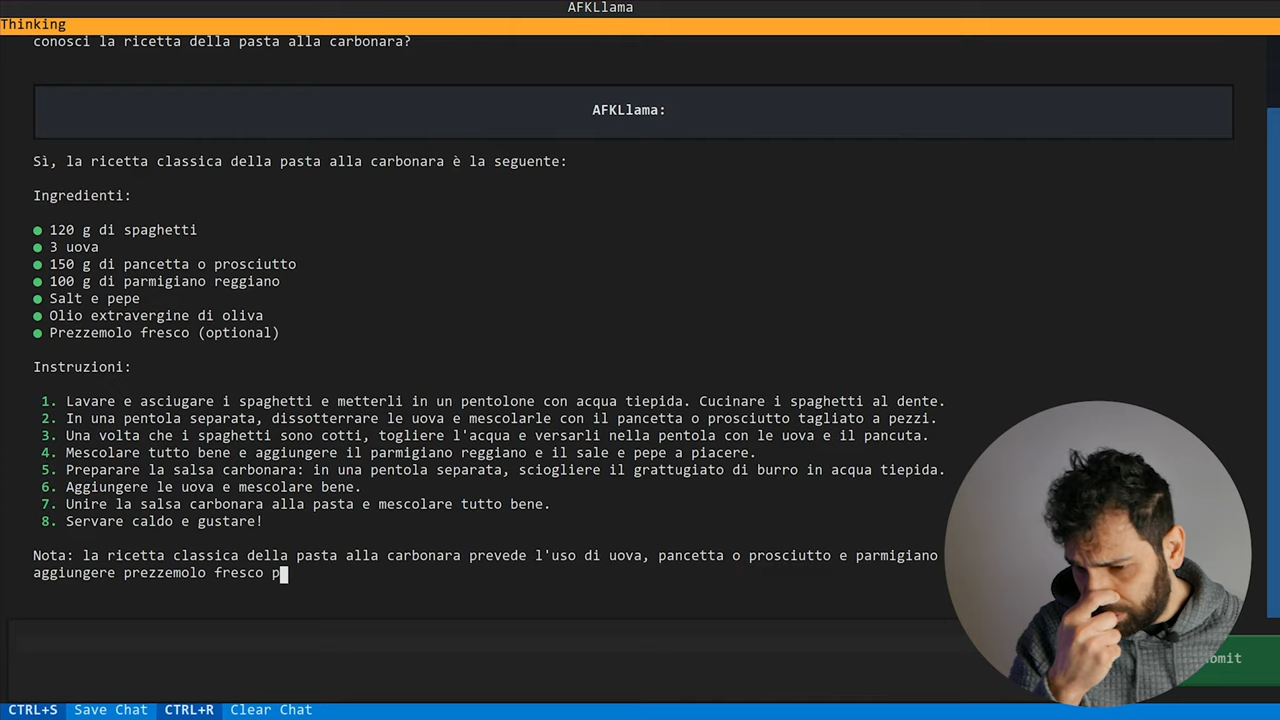 AFKLlama
Thinking
conosci la ricetta della pasta alla carbonara?
AFKLlama:
Sì, la ricetta classica della pasta alla carbonara è la seguente:
Ingredienti:
● 120 g di spaghetti
● 3 uova
● 150 g di pancetta o prosciutto
● 100 g di parmigiano reggiano
● Salt e pepe
● Olio extravergine di oliva
● Prezzemolo fresco (optional)
Instruzioni:
1. Lavare e asciugare i spaghetti e metterli in un pentolone con acqua tiepida. Cucinare i spaghetti al dente.
2. In una pentola separata, dissotterrare le uova e mescolarle con il pancetta o prosciutto tagliato a pezzi.
3. Una volta che i spaghetti sono cotti, togliere l'acqua e versarli nella pentola con le uova e il pancuta.
4. Mescolare tutto bene e aggiungere il parmigiano reggiano e il sale e pepe a piacere.
5. Preparare la salsa carbonara: in una pentola separata, sciogliere il grattugiato di burro in acqua tiepida.
6. Aggiungere le uova e mescolare bene.
7. Unire la salsa carbonara alla pasta e mescolare tutto bene.
8. Servare caldo e gustare!
Nota: la ricetta classica della pasta alla carbonara prevede l'uso di uova, pancetta o prosciutto e parmigiano
aggiungere prezzemolo fresco p
CTRL+S Save Chat CTRL+R Clear Chat